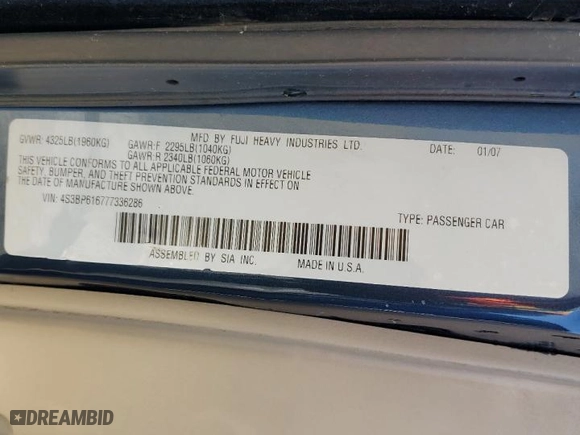 MFD. BY FUJI HEAVY INDUSTRIES LTD. DATE: 01/07
GVWR: 4325LB(1960KG) GAWR:F 2295LB(1040KG)
GAWR:R 2340LB(1060KG)
THIS VEHICLE CONFORMS TO ALL APPLICABLE FEDERAL MOTOR VEHICLE
SAFETY, BUMPER, AND THEFT PREVENTION STANDARDS IN EFFECT ON
THE DATE OF MANUFACTURE SHOWN ABOVE.
VIN: 4S3BP616777336286 TYPE: PASSENGER CAR
ASSEMBLED BY SIA INC. MADE IN U.S.A.
DREAMBID